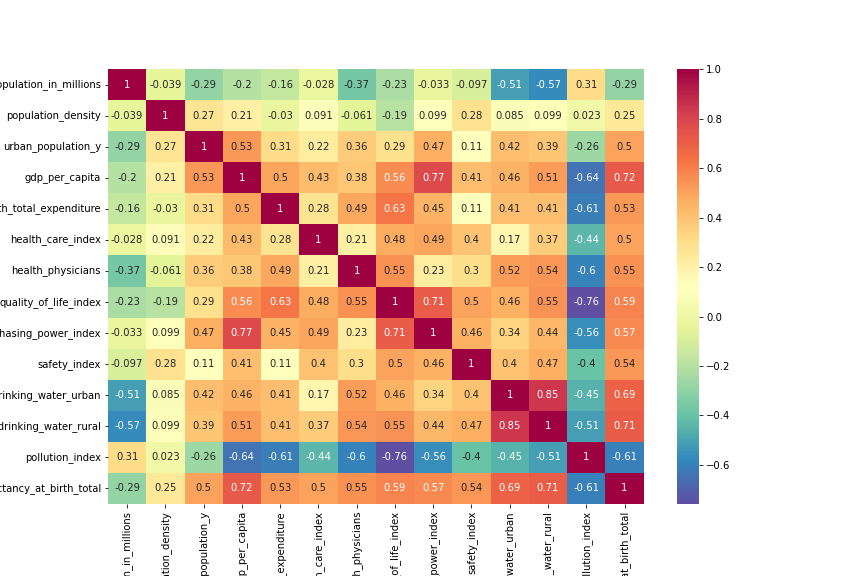 opulation_in_millions 1 -0.039 -0.29 -0.2 -0.16 -0.028 -0.37 -0.23 -0.033 -0.097 -0.51 -0.57 0.31 -0.29
population_density -0.039 1 0.27 0.21 -0.03 0.091 -0.061 -0.19 0.099 0.28 0.085 0.099 0.023 0.25
urban_population_y -0.29 0.27 1 0.53 0.31 0.22 0.36 0.29 0.47 0.11 0.42 0.39 -0.26 0.5
gdp_per_capita -0.2 0.21 0.53 1 0.5 0.43 0.38 0.56 0.77 0.41 0.46 0.51 -0.64 0.72
th_total_expenditure -0.16 -0.03 0.31 0.5 1 0.28 0.49 0.63 0.45 0.11 0.41 0.41 -0.61 0.53
health_care_index -0.028 0.091 0.22 0.43 0.28 1 0.21 0.48 0.49 0.4 0.17 0.37 -0.44 0.5
health_physicians -0.37 -0.061 0.36 0.38 0.49 0.21 1 0.55 0.23 0.3 0.52 0.54 -0.6 0.55
quality_of_life_index -0.23 -0.19 0.29 0.56 0.63 0.48 0.55 1 0.71 0.5 0.46 0.55 -0.76 0.59
hasing_power_index -0.033 0.099 0.47 0.77 0.45 0.49 0.23 0.71 1 0.46 0.34 0.44 -0.56 0.57
safety_index -0.097 0.28 0.11 0.41 0.11 0.4 0.3 0.5 0.46 1 0.4 0.47 -0.4 0.54
rinking_water_urban -0.51 0.085 0.42 0.46 0.41 0.17 0.52 0.46 0.34 0.4 1 0.85 -0.45 0.69
drinking_water_rural -0.57 0.099 0.39 0.51 0.41 0.37 0.54 0.55 0.44 0.47 0.85 1 -0.51 0.71
pollution_index 0.31 0.023 -0.26 -0.64 -0.61 -0.44 -0.6 -0.76 -0.56 -0.4 -0.45 -0.51 1 -0.61
ctancy_at_birth_total -0.29 0.25 0.5 0.72 0.53 0.5 0.55 0.59 0.57 0.54 0.69 0.71 -0.61 1
n_in_millions
ation_density
population_y
p_per_capita
_expenditure
h_care_index
h_physicians
of_life_index
power_index
safety_index
water_urban
_water_rural
llution_index
at_birth_total
1.0
0.8
0.6
0.4
0.2
0.0
−0.2
−0.4
−0.6